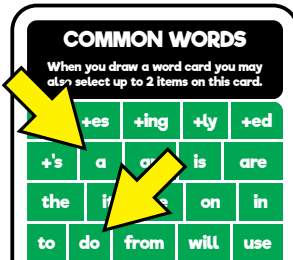 COMMON WORDS
When you draw a word card you may
also select up to 2 items on this card.
+es +ing +ly +ed
+'s a is are
the on in
to do from will use